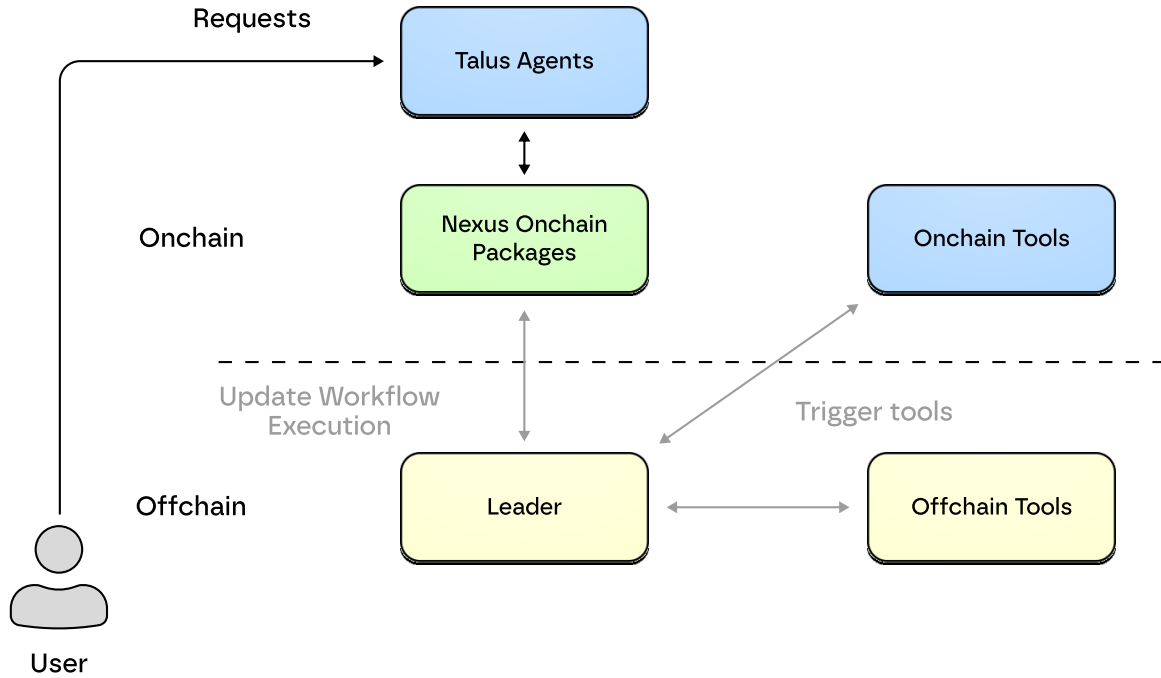 Requests
Talus Agents
Onchain
Nexus Onchain
Packages
Onchain Tools
Update Workflow
Execution
Trigger tools
Offchain
Leader
Offchain Tools
User